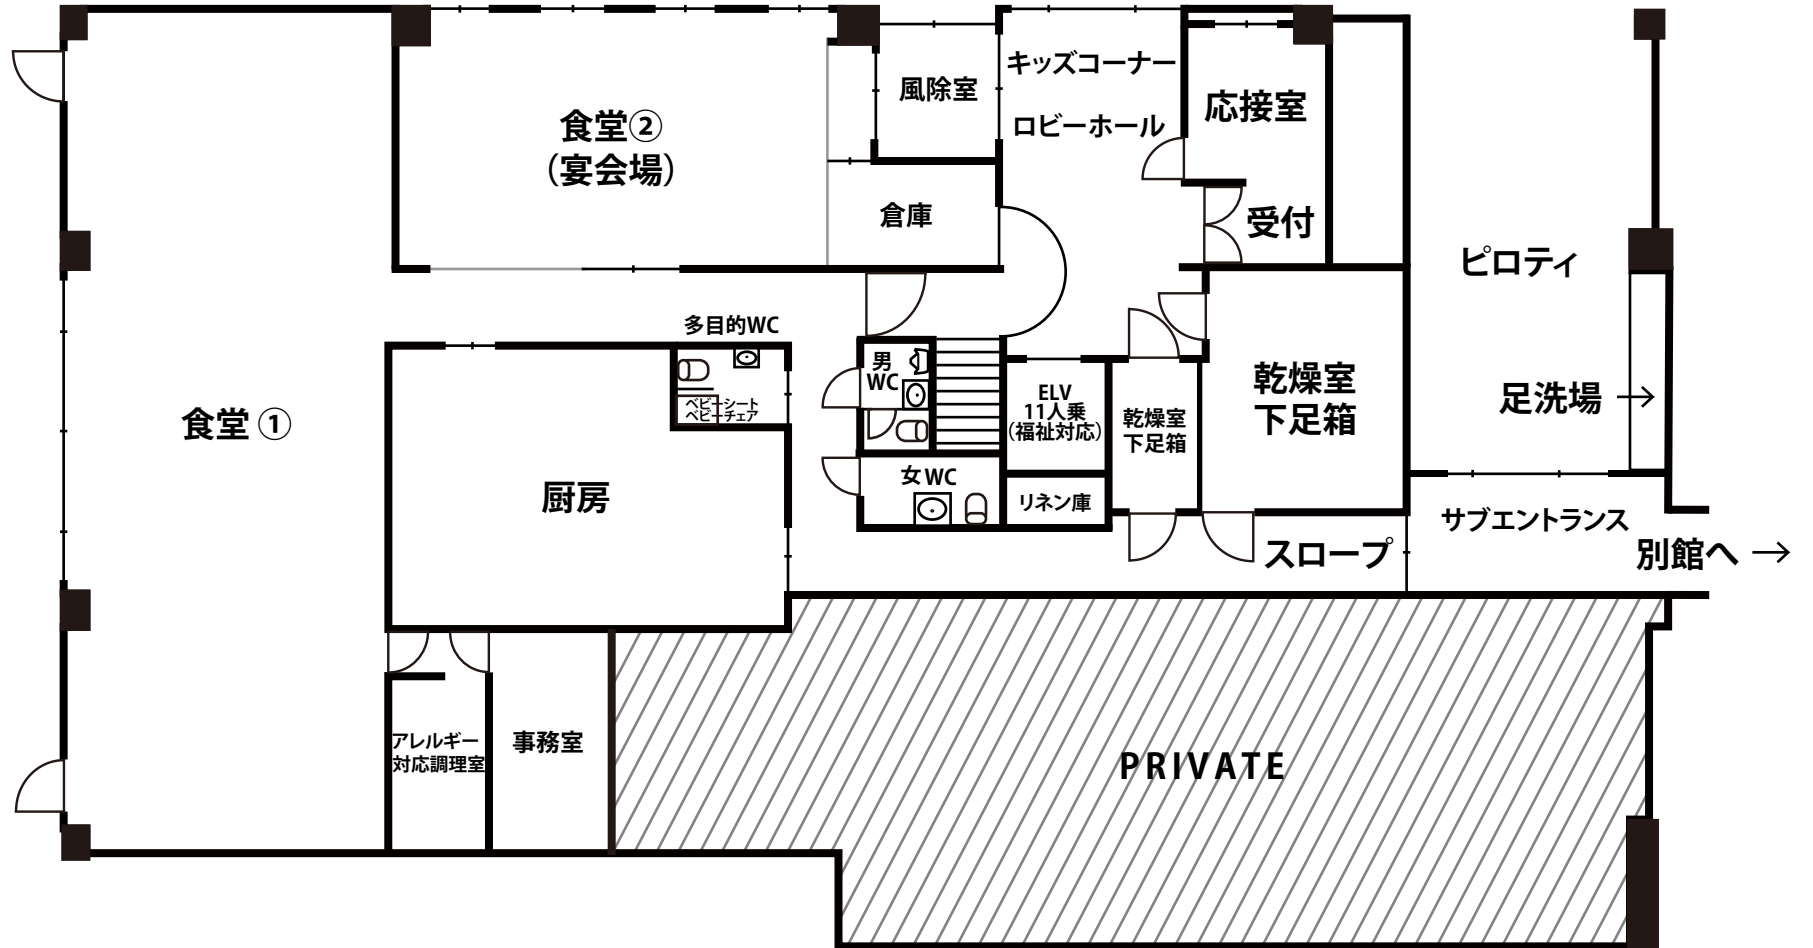 キッズコーナー
風除室
応接室
食堂②
ロビーホール
（宴会場）
倉庫
受付
ピロティ
多目的WC
男
WC
乾燥室
下足箱
ELV
11人乗
（福祉対応）
足洗場 →
ベビーシート
ベビーチェア
食堂 ①
乾燥室
下足箱
女 WC
厨房
リネン庫
サブエントランス
スロープ
別館へ →
アレルギー
対応調理室
事務室
PRIVATE